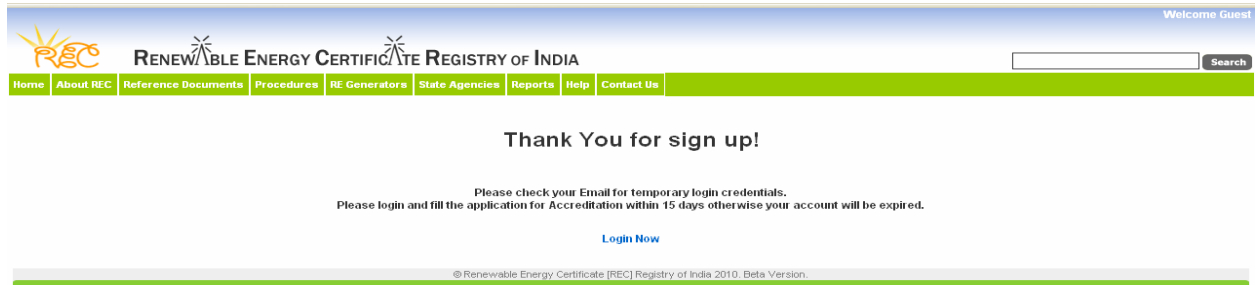 Welcome Guest
REC
RENEWABLE ENERGY CERTIFICATE REGISTRY OF INDIA
Search
Home About REC Reference Documents Procedures RE Generators State Agencies Reports Help Contact Us
Thank You for sign up!
Please check your Email for temporary login credentials.
Please login and fill the application for Accreditation within 15 days otherwise your account will be expired.
Login Now
© Renewable Energy Certificate [REC] Registry of India 2010. Beta Version.